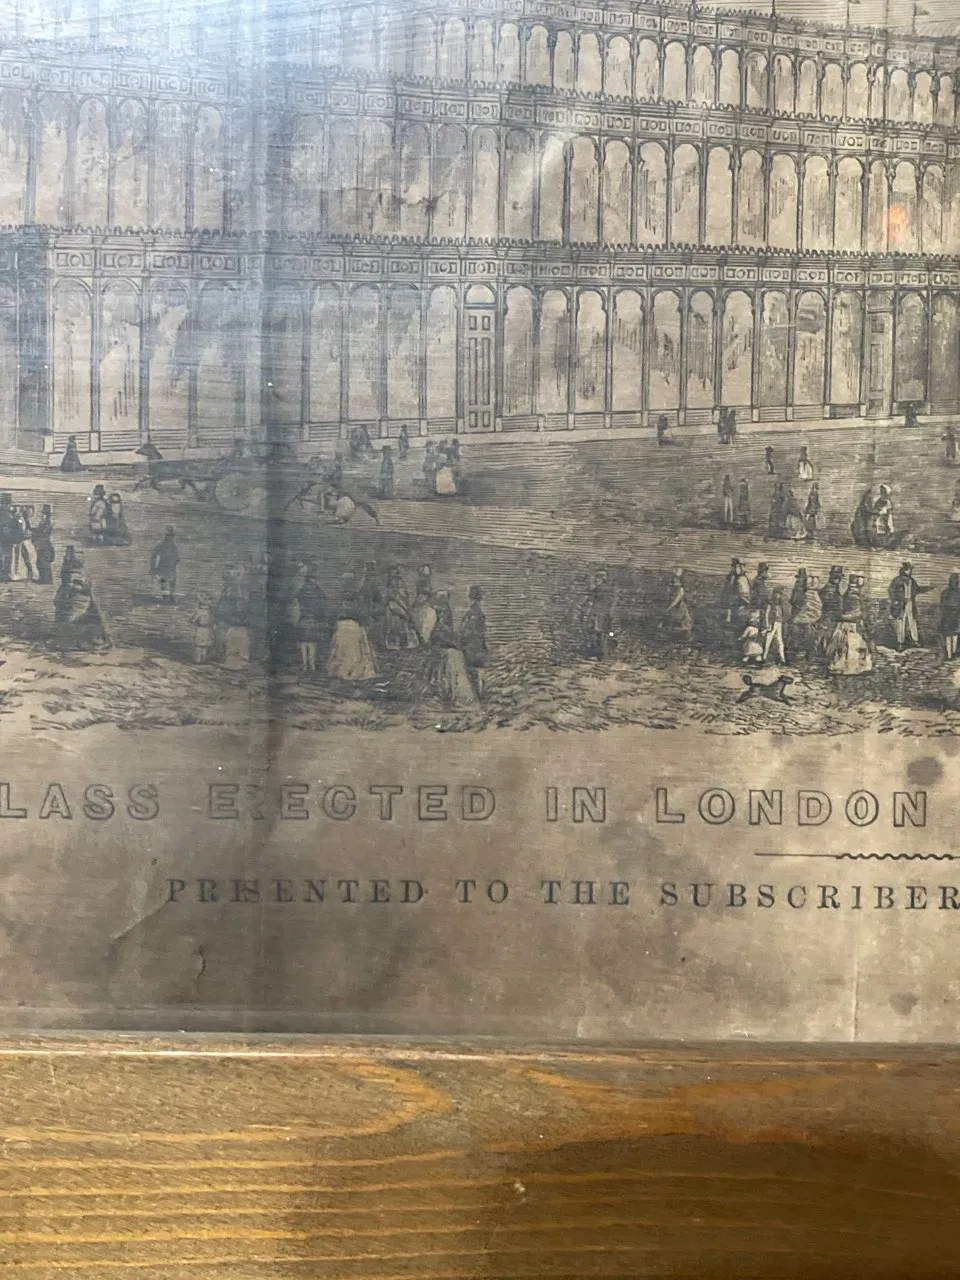 LASS ERECTED IN LONDON
PRESENTED TO THE SUBSCRIBER